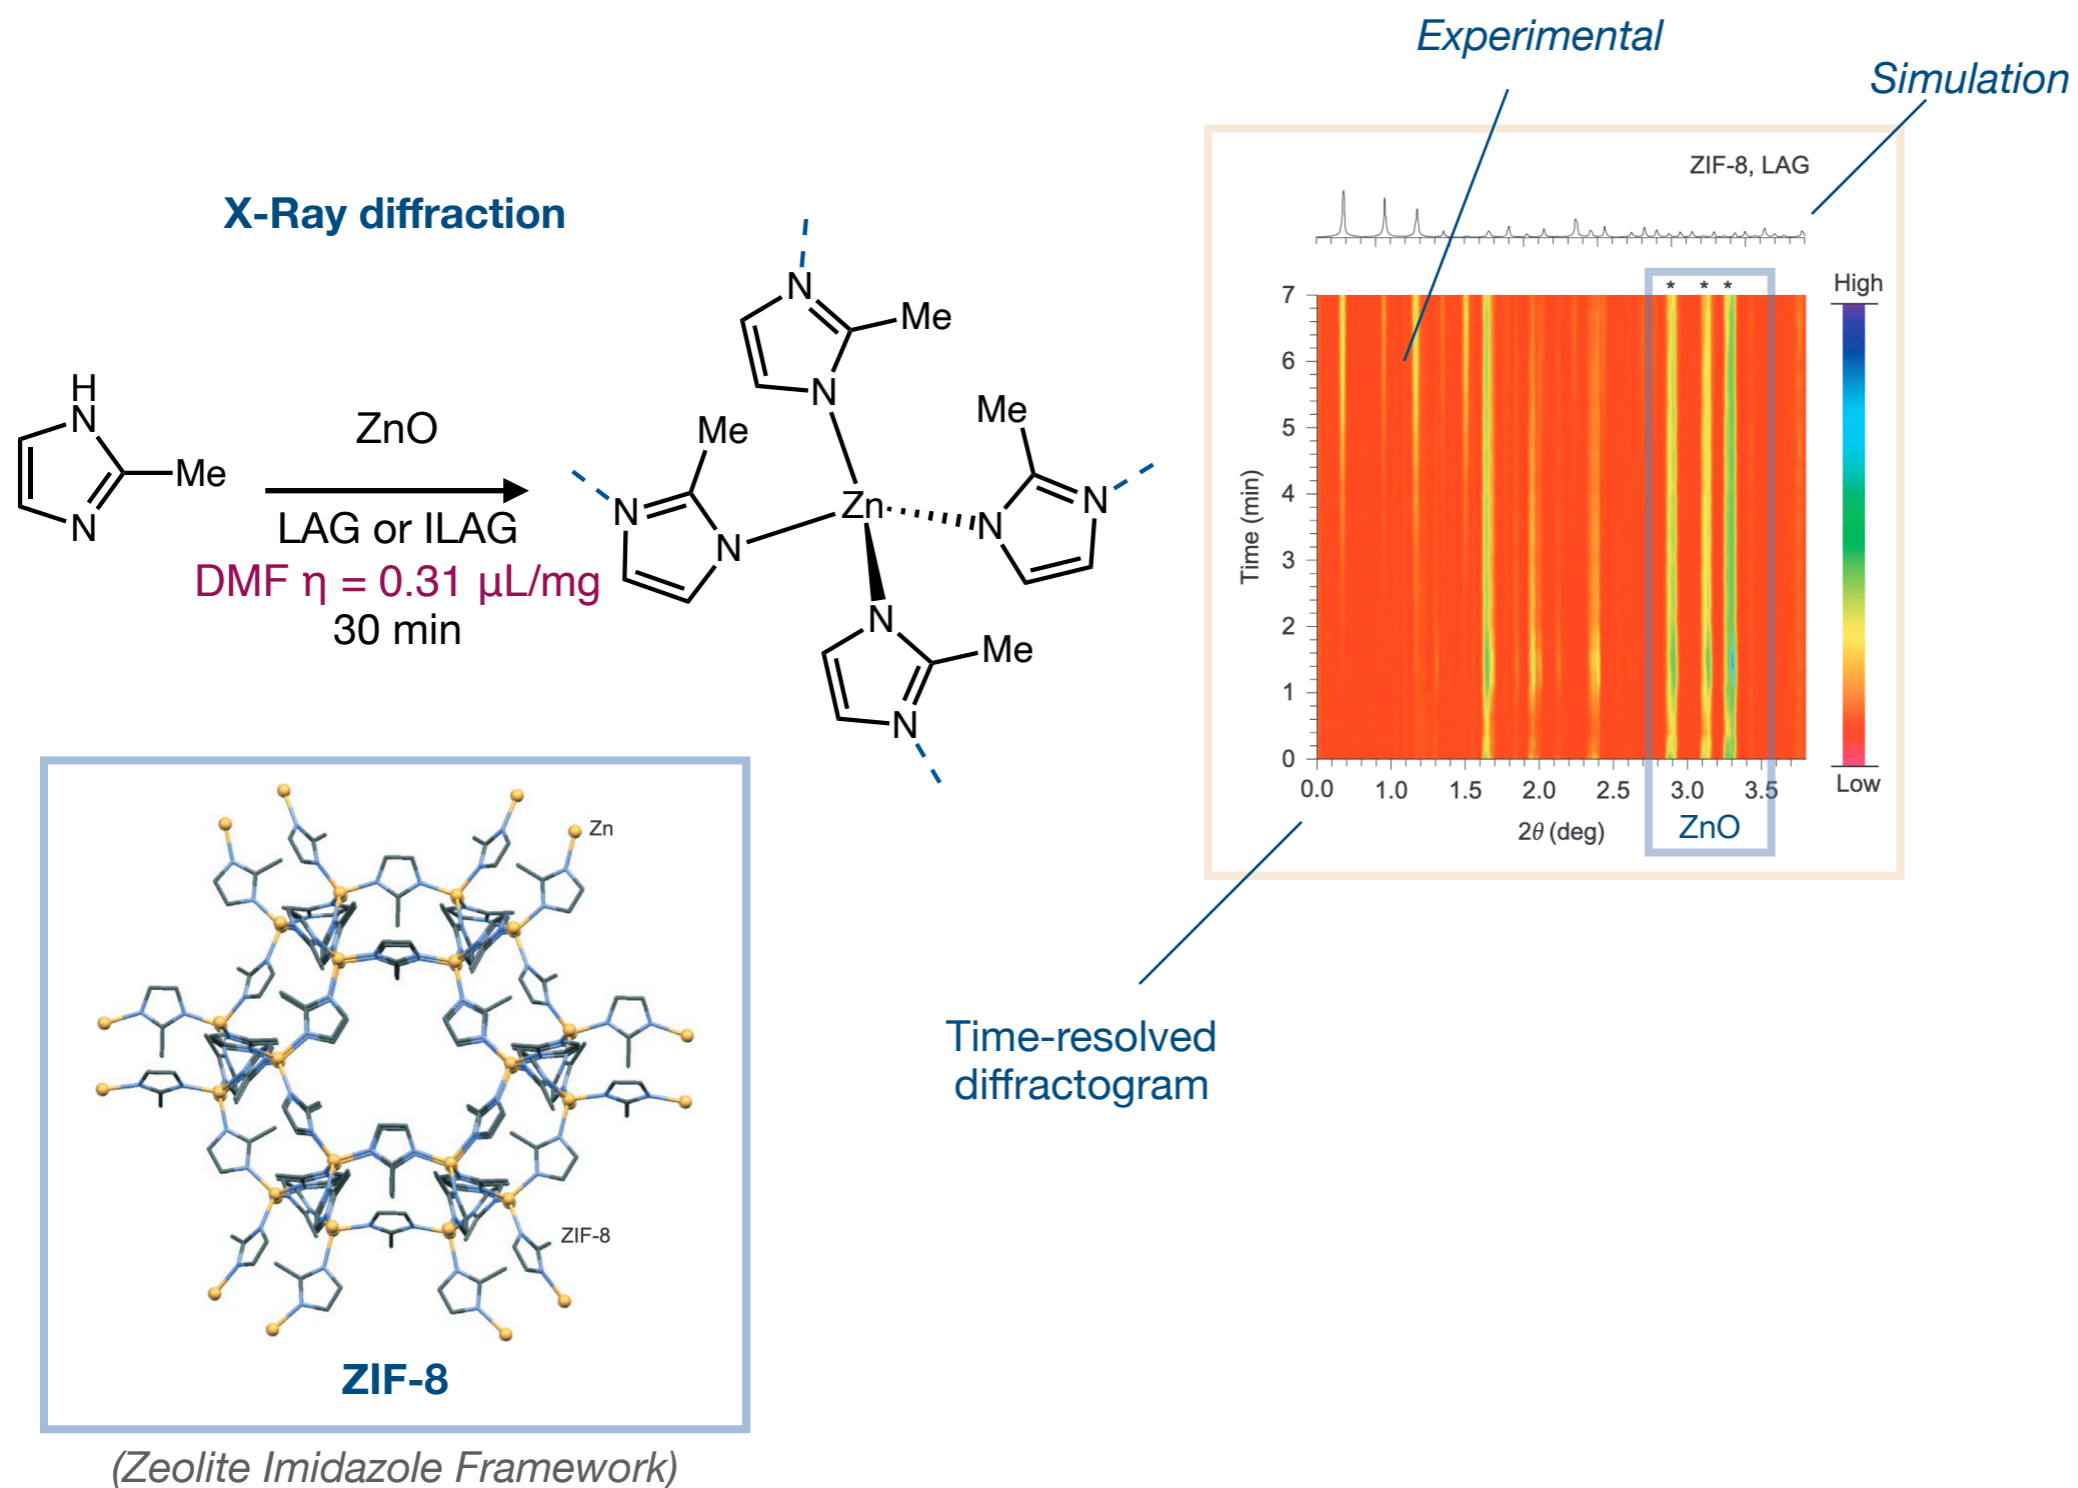 Experimental
Simulation
X-Ray diffraction
ZIF-8, LAG
H
N
Me
N
ZnO
LAG or ILAG
DMF η = 0.31 µL/mg
30 min
N
Me
N
Me
N
N
Zn
Me
N
N
N
Me
N
* * *
High
Low
Time (min)
7
6
5
4
3
2
1
0
0.0 1.0 1.5 2.0 2.5 3.0 3.5
2θ (deg)
ZnO
Zn
ZIF-8
ZIF-8
(Zeolite Imidazole Framework)
Time-resolved
diffractogram